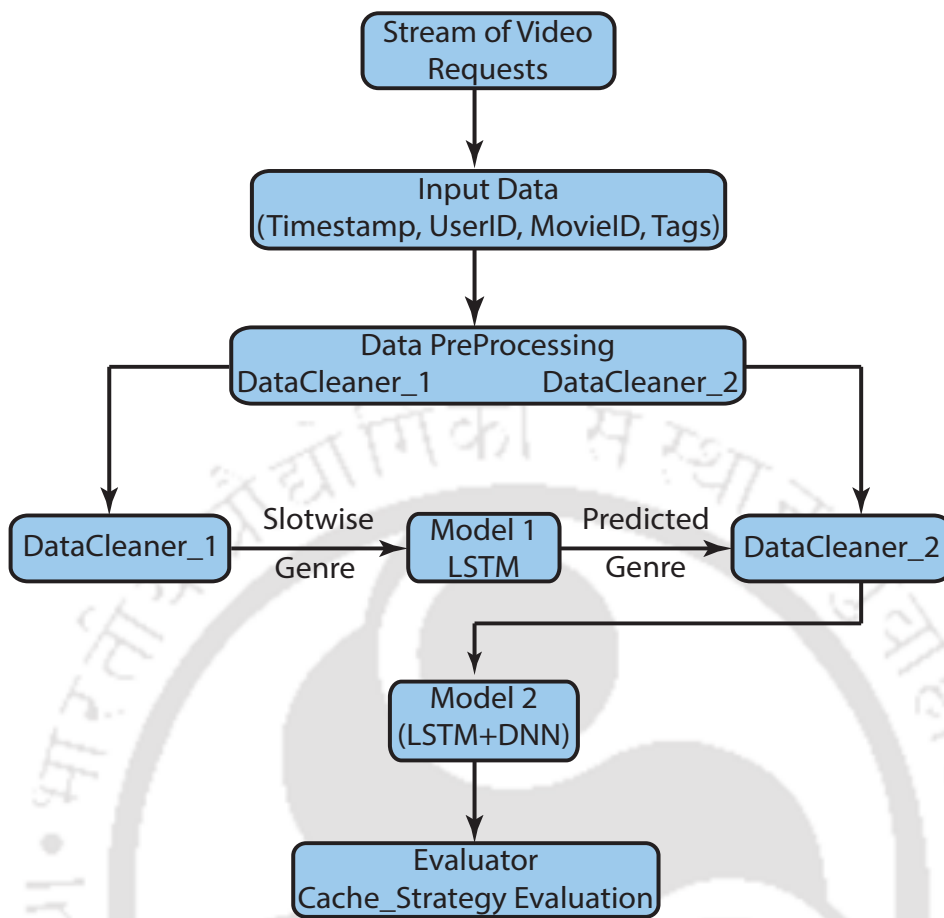 Stream of Video
Requests
Input Data
(Timestamp, UserID, MovieID, Tags)
Data PreProcessing
DataCleaner_1 DataCleaner_2
DataCleaner_1
Slotwise
Genre
Model 1
LSTM
Predicted
Genre
DataCleaner_2
Model 2
(LSTM+DNN)
Evaluator
Cache_Strategy Evaluation